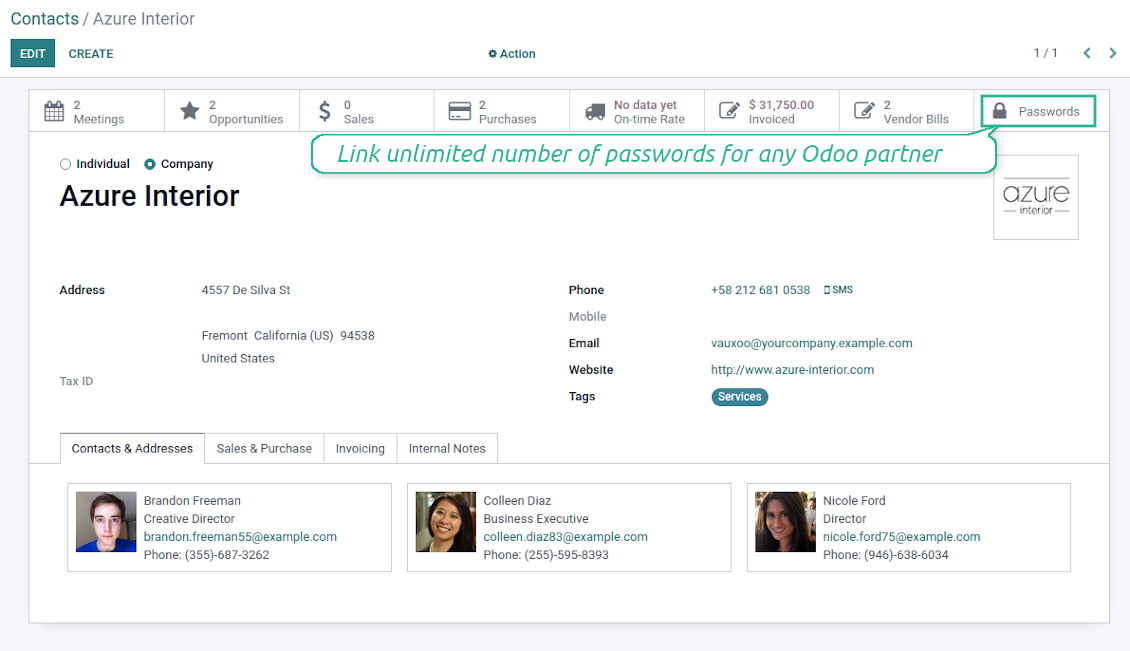 Contacts / Azure Interior
EDIT CREATE Action 1 / 1
2 Meetings
2 Opportunities
$ 0 Sales
2 Purchases
No data yet On-time Rate
$ 31,750.00 Invoiced
2 Vendor Bills
Passwords
Link unlimited number of passwords for any Odoo partner
Individual Company
Azure Interior
azure
interior
Address 4557 De Silva St
Fremont California (US) 94538
United States
Tax ID
Phone +58 212 681 0538 SMS
Mobile
Email vauxoo@yourcompany.example.com
Website http://www.azure-interior.com
Tags Services
Contacts & Addresses Sales & Purchase Invoicing Internal Notes
Brandon Freeman
Creative Director
brandon.freeman55@example.com
Phone: (355)-687-3262
Colleen Diaz
Business Executive
colleen.diaz83@example.com
Phone: (255)-595-8393
Nicole Ford
Director
nicole.ford75@example.com
Phone: (946)-638-6034